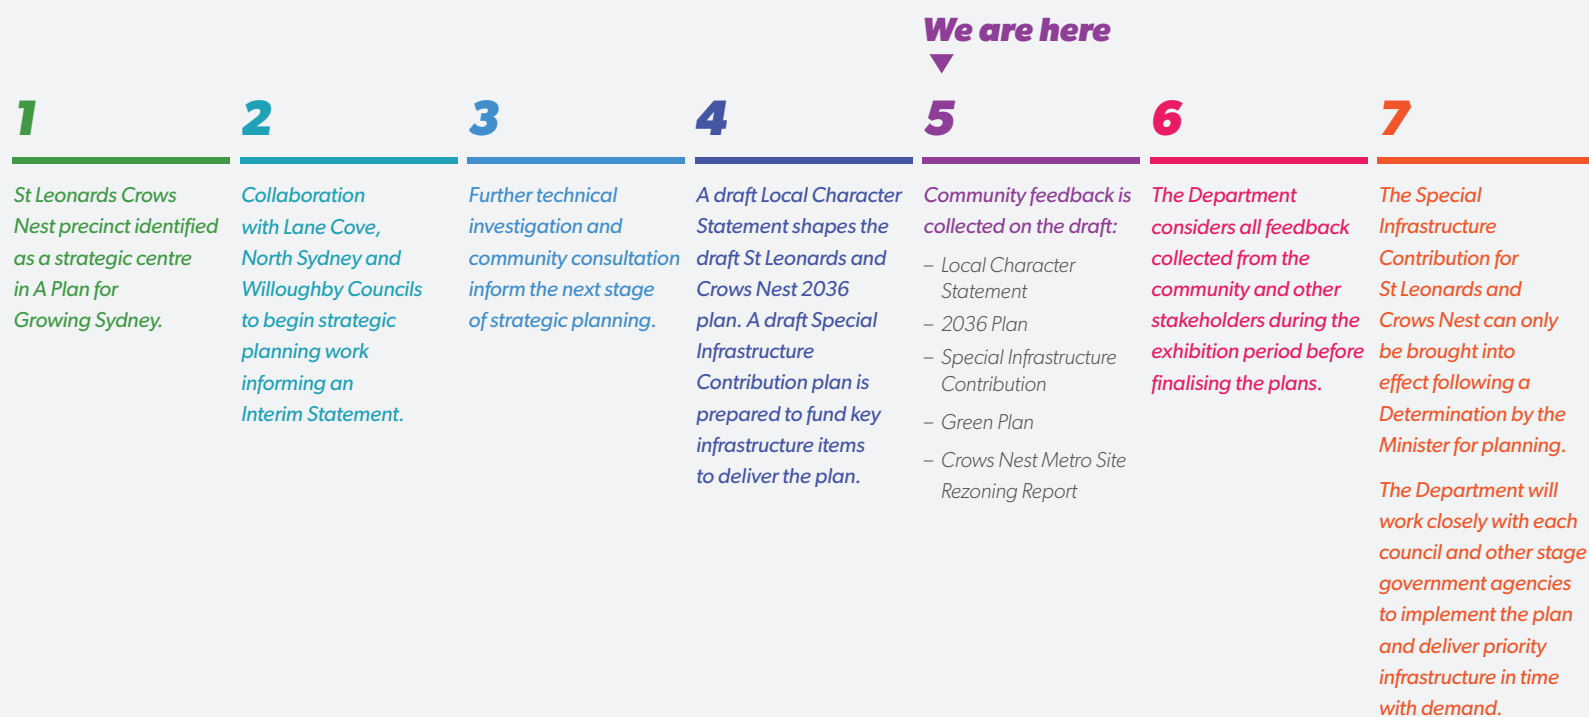 We are here
1
St Leonards Crows
Nest precinct identified
as a strategic centre
in A Plan for
Growing Sydney.
2
Collaboration
with Lane Cove,
North Sydney and
Willoughby Councils
to begin strategic
planning work
informing an
Interim Statement.
3
Further technical
investigation and
community consultation
inform the next stage
of strategic planning.
4
A draft Local Character
Statement shapes the
draft St Leonards and
Crows Nest 2036
plan. A draft Special
Infrastructure
Contribution plan is
prepared to fund key
infrastructure items
to deliver the plan.
5
Community feedback is
collected on the draft:
– Local Character
Statement
– 2036 Plan
– Special Infrastructure
Contribution
– Green Plan
– Crows Nest Metro Site
Rezoning Report
6
The Department
considers all feedback
collected from the
community and other
stakeholders during the
exhibition period before
finalising the plans.
7
The Special
Infrastructure
Contribution for
St Leonards and
Crows Nest can only
be brought into
effect following a
Determination by the
Minister for planning.
The Department will
work closely with each
council and other stage
government agencies
to implement the plan
and deliver priority
infrastructure in time
with demand.